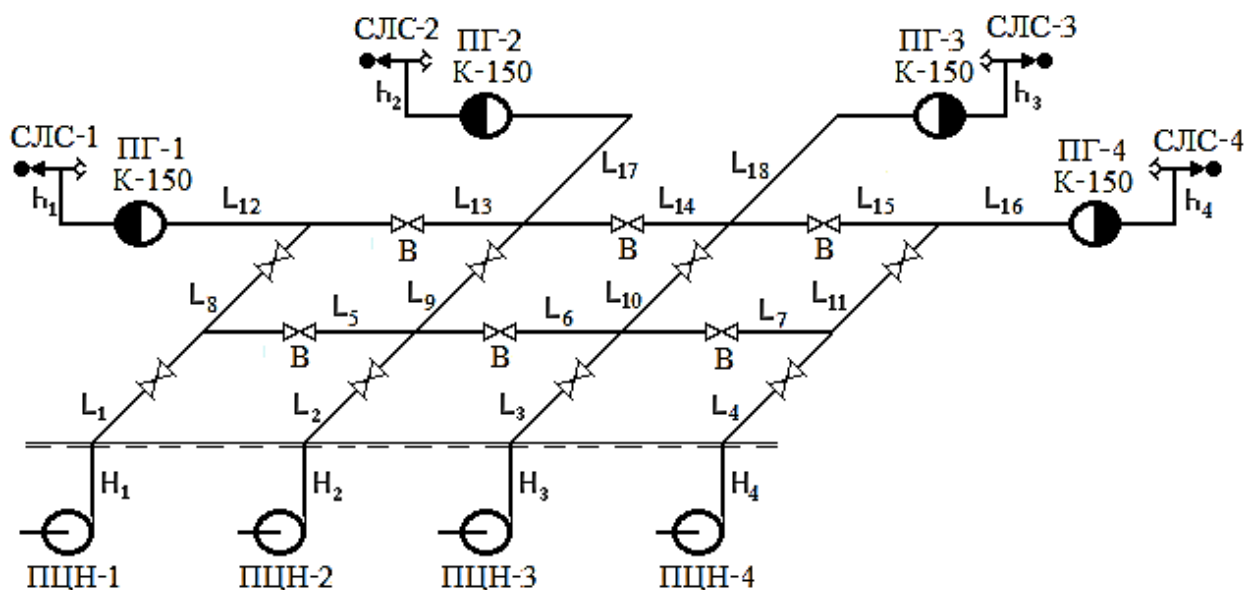 СЛС-2
ПГ-2
К-150
h2
ПГ-3
К-150
СЛС-3
h3
СЛС-1
ПГ-1
К-150
h1
ПГ-4
К-150
СЛС-4
h4
L17
L18
L12
L13
L14
L15
L16
В
В
В
L8
L9
L10
L11
L5
L6
L7
В
В
В
L1
L2
L3
L4
H1
H2
H3
H4
ПЦН-1
ПЦН-2
ПЦН-3
ПЦН-4